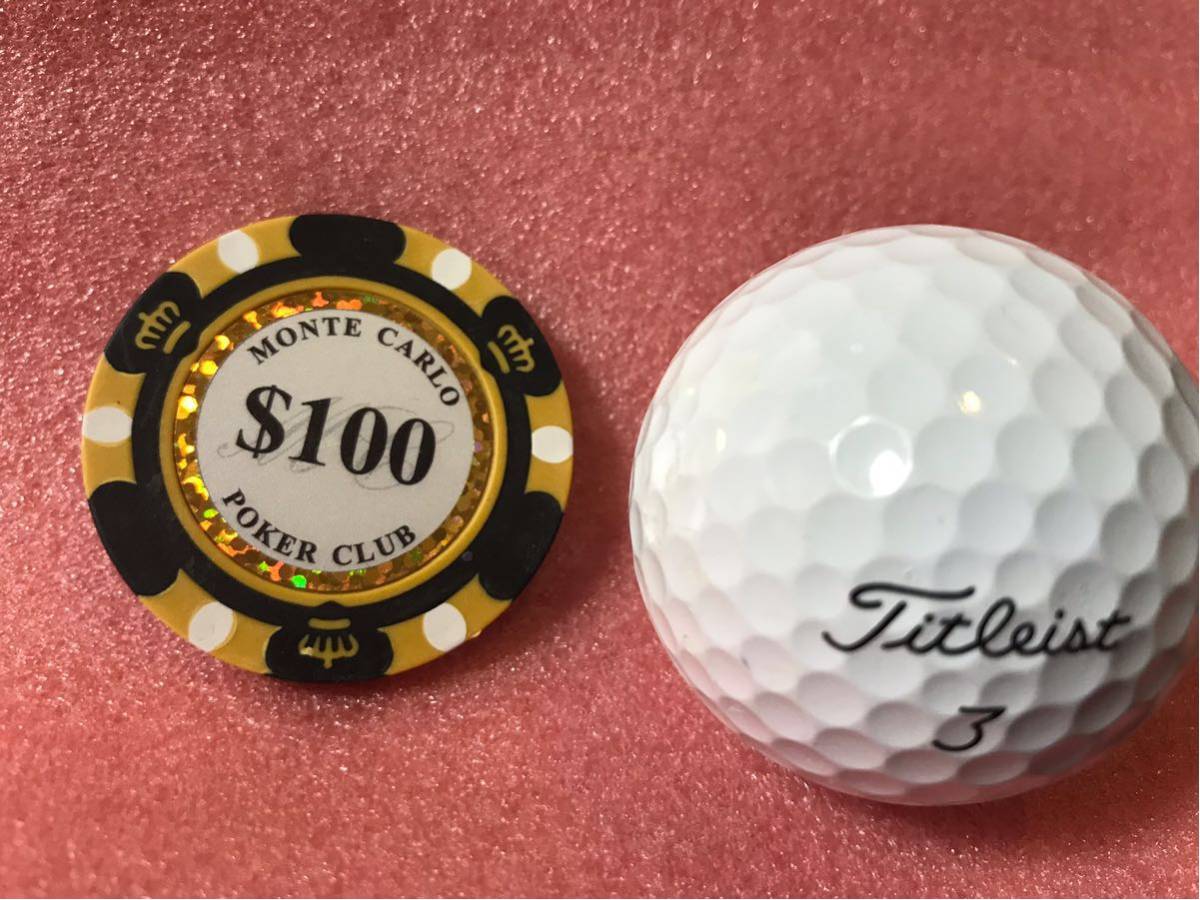 MONTE CARLO
$100
POKER CLUB
Titleist
3